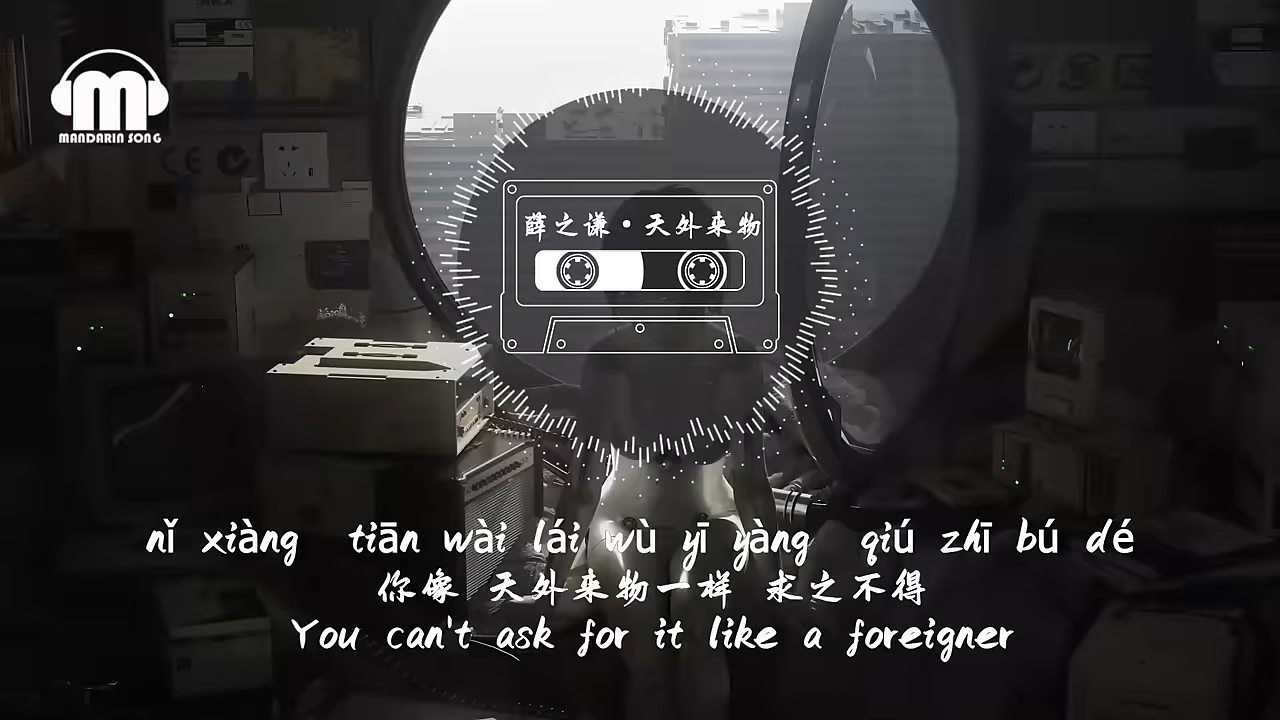 m
MANDARIN SONG
薛之谦·天外来物
nǐ xiàng tiān wài lái wù yī yàng qiú zhī bú dé
你像 天外来物一样 求之不得
You can't ask for it like a foreigner